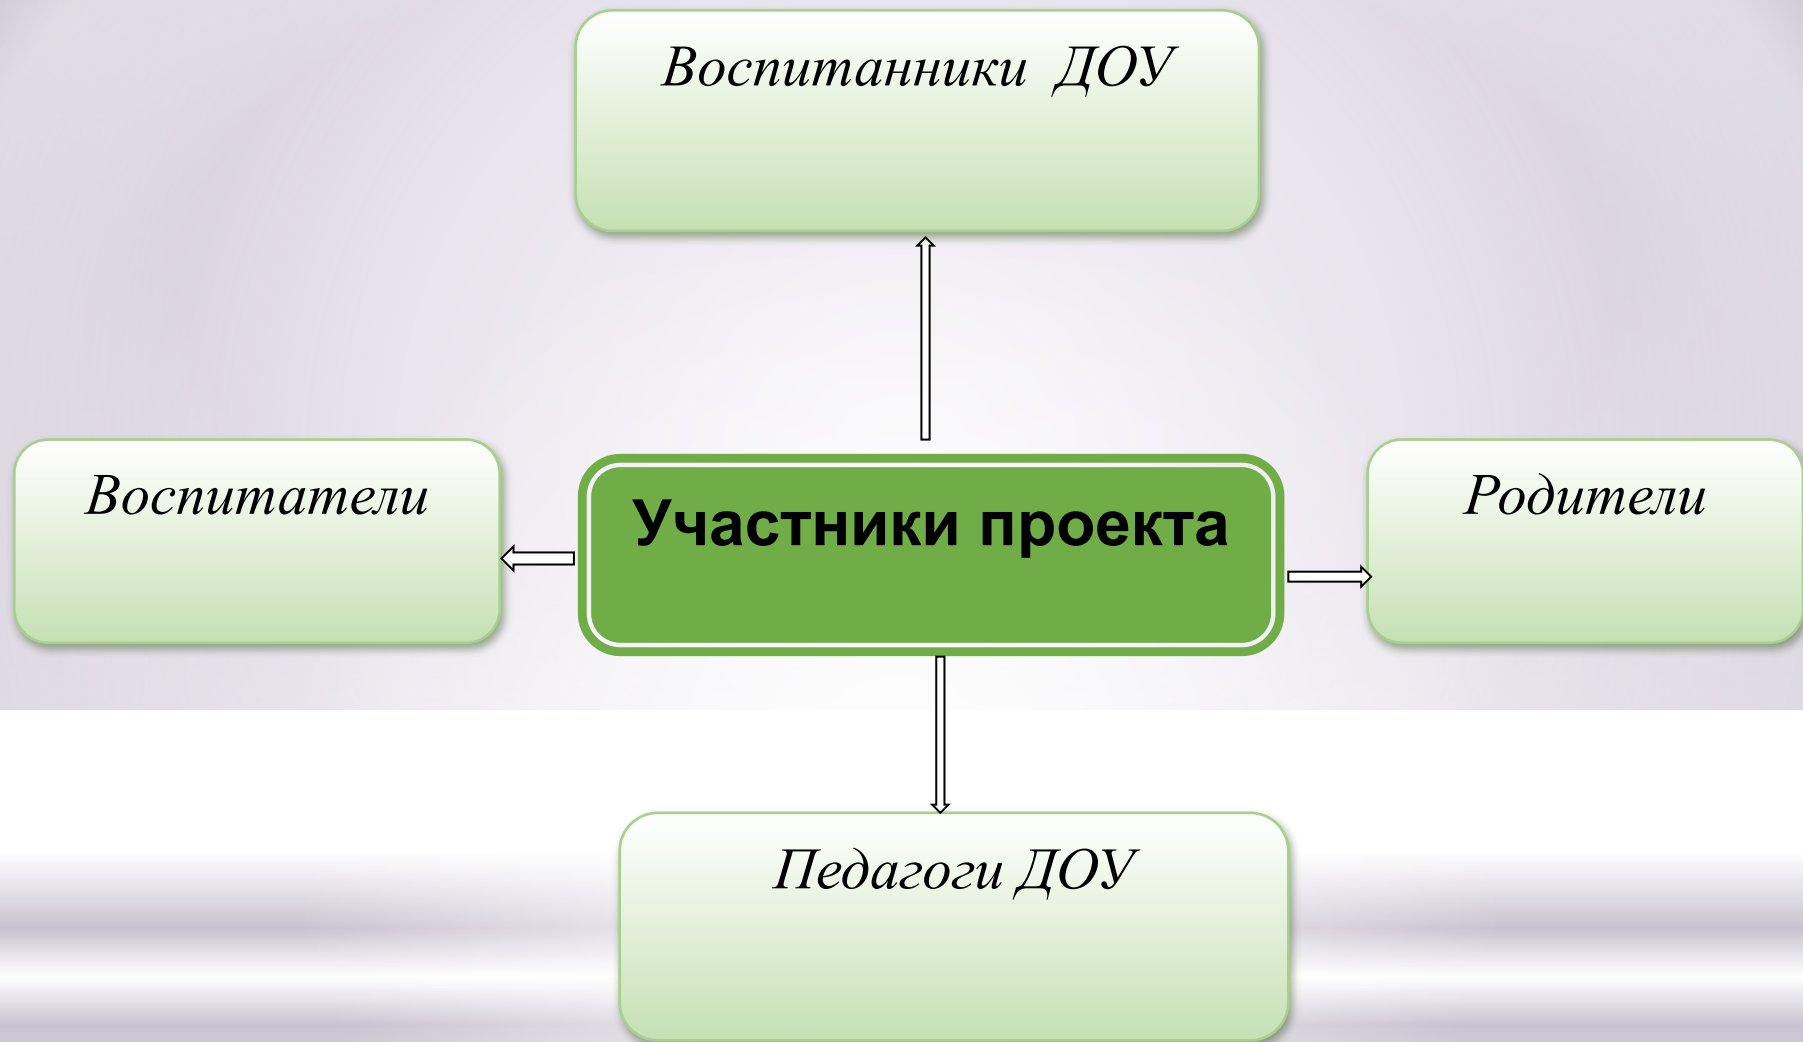 Воспитанники ДОУ
Воспитатели
Участники проекта
Родители
Педагоги ДОУ